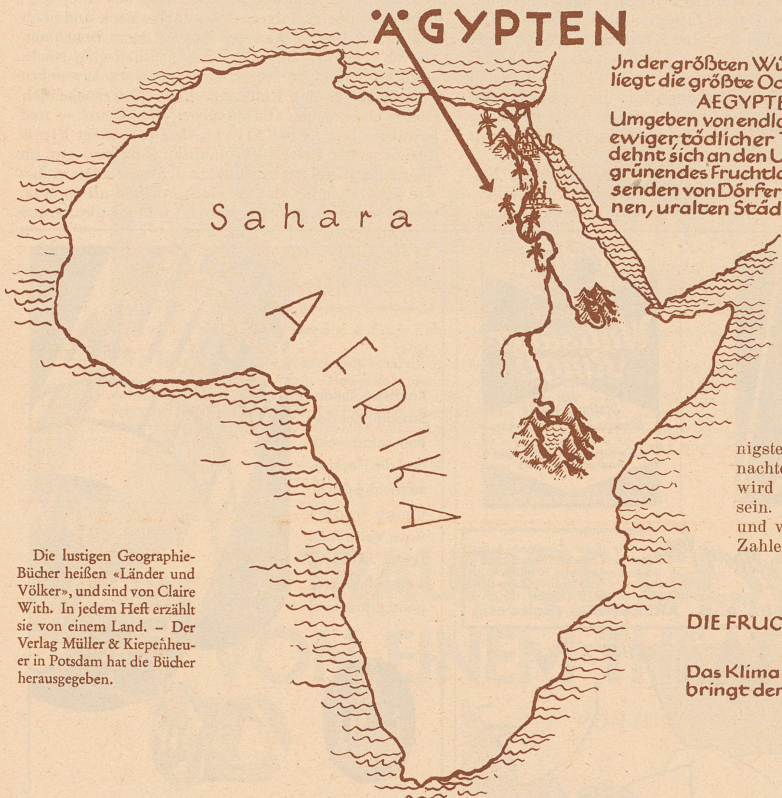 ÄGYPTEN
Jn der größten Wü
liegt die größte Oa
AEGYPTE
Umgeben von endlo
ewiger, tödlicher
dehnt sich an den U
grünendes Fruchtla
senden von Dörfer
nen, uralten Städ
Sahara
AFRIKA
nigste
nachte
wird
sein.
und
Zahle
Die lustigen Geographie-
Bücher heißen «Länder und
Völker», und sind von Claire
With. In jedem Heft erzählt
sie von einem Land. – Der
Verlag Müller & Kiepenheu-
er in Potsdam hat die Bücher
herausgegeben.
DIE FRUC
Das Klima
bringt der